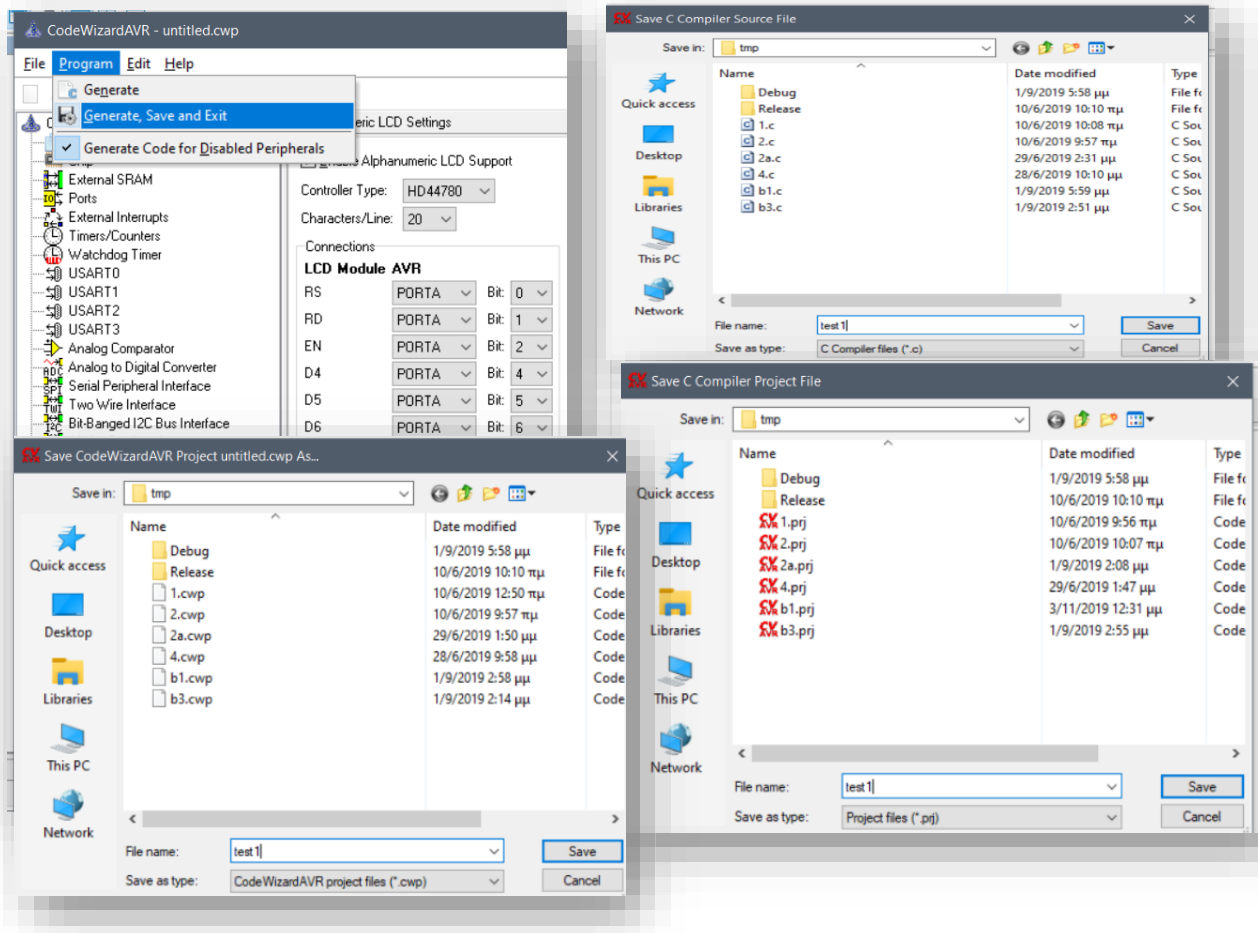 CodeWizardAVR - untitled.cwp
File Program Edit Help
Generate
Generate, Save and Exit
Generate Code for Disabled Peripherals
LCD Settings
Enable Alphanumeric LCD Support
External SRAM
Ports
External Interrupts
Timers/Counters
Watchdog Timer
USART0
USART1
USART2
USART3
Analog Comparator
Analog to Digital Converter
Serial Peripheral Interface
Two Wire Interface
Bit-Banged I2C Bus Interface
Controller Type: HD44780
Characters/Line: 20
Connections
LCD Module AVR
RS PORTA Bit: 0
RD PORTA Bit: 1
EN PORTA Bit: 2
D4 PORTA Bit: 4
D5 PORTA Bit: 5
D6 PORTA Bit: 6
Save C Compiler Source File
Save in: tmp
Quick access
Desktop
Libraries
This PC
Network
Name Date modified Type
Debug 1/9/2019 5:58 μμ File fo
Release 10/6/2019 10:10 πμ File fo
1.c 10/6/2019 10:08 πμ C Sou
2.c 10/6/2019 9:57 πμ C Sou
2a.c 29/6/2019 2:31 μμ C Sou
4.c 28/6/2019 10:10 μμ C Sou
b1.c 1/9/2019 5:59 μμ C Sou
b3.c 1/9/2019 2:51 μμ C Sou
File name: test1 Save
Save as type: C Compiler files (*.c) Cancel
Save CodeWizardAVR Project untitled.cwp As...
Save in: tmp
Quick access
Desktop
Libraries
This PC
Network
Name Date modified Type
Debug 1/9/2019 5:58 μμ File fo
Release 10/6/2019 10:10 πμ File fo
1.cwp 10/6/2019 12:50 πμ Code
2.cwp 10/6/2019 9:57 πμ Code
2a.cwp 29/6/2019 1:50 μμ Code
4.cwp 28/6/2019 9:58 μμ Code
b1.cwp 1/9/2019 2:58 μμ Code
b3.cwp 1/9/2019 2:14 μμ Code
File name: test1 Save
Save as type: CodeWizardAVR project files (*.cwp) Cancel
Save C Compiler Project File
Save in: tmp
Quick access
Desktop
Libraries
This PC
Network
Name Date modified Type
Debug 1/9/2019 5:58 μμ File fo
Release 10/6/2019 10:10 πμ File fo
1.prj 10/6/2019 9:56 πμ Code
2.prj 10/6/2019 10:07 πμ Code
2a.prj 1/9/2019 2:08 μμ Code
4.prj 29/6/2019 1:47 μμ Code
b1.prj 3/11/2019 12:31 μμ Code
b3.prj 1/9/2019 2:55 μμ Code
File name: test1 Save
Save as type: Project files (*.prj) Cancel